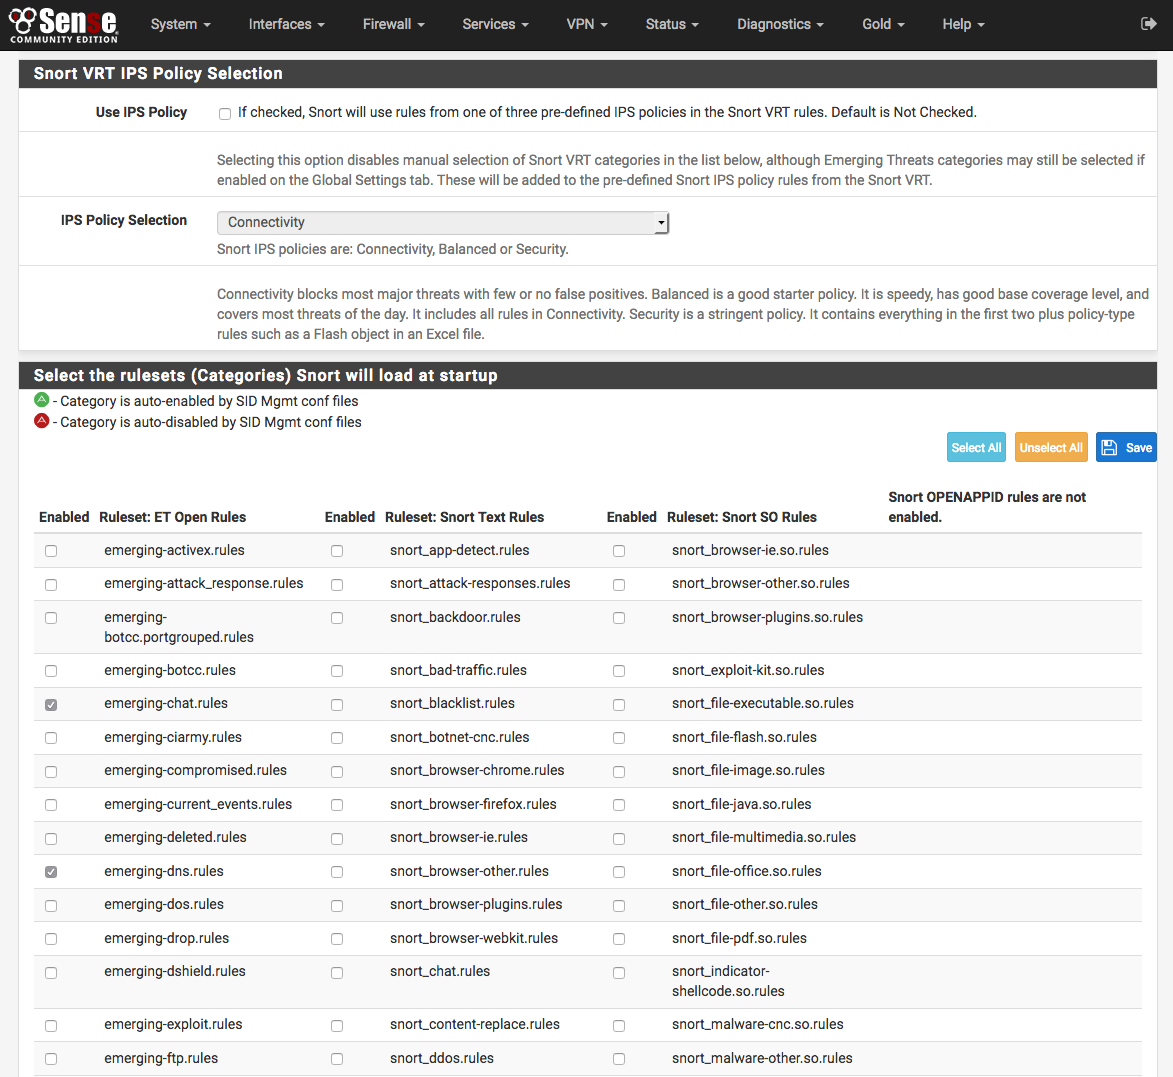 Sense
COMMUNITY EDITION
System Interfaces Firewall Services VPN Status Diagnostics Gold Help
Snort VRT IPS Policy Selection
Use IPS Policy If checked, Snort will use rules from one of three pre-defined IPS policies in the Snort VRT rules. Default is Not Checked.
Selecting this option disables manual selection of Snort VRT categories in the list below, although Emerging Threats categories may still be selected if
enabled on the Global Settings tab. These will be added to the pre-defined Snort IPS policy rules from the Snort VRT.
IPS Policy Selection Connectivity
Snort IPS policies are: Connectivity, Balanced or Security.
Connectivity blocks most major threats with few or no false positives. Balanced is a good starter policy. It is speedy, has good base coverage level, and
covers most threats of the day. It includes all rules in Connectivity. Security is a stringent policy. It contains everything in the first two plus policy-type
rules such as a Flash object in an Excel file.
Select the rulesets (Categories) Snort will load at startup
A - Category is auto-enabled by SID Mgmt conf files
A - Category is auto-disabled by SID Mgmt conf files
Select All Unselect All Save
Enabled Ruleset: ET Open Rules Enabled Ruleset: Snort Text Rules Enabled Ruleset: Snort SO Rules Snort OPENAPPID rules are not
enabled.
emerging-activex.rules snort_app-detect.rules snort_browser-ie.so.rules
emerging-attack_response.rules snort_attack-responses.rules snort_browser-other.so.rules
emerging- snort_backdoor.rules snort_browser-plugins.so.rules
botcc.portgrouped.rules
emerging-botcc.rules snort_bad-traffic.rules snort_exploit-kit.so.rules
emerging-chat.rules snort_blacklist.rules snort_file-executable.so.rules
emerging-ciarmy.rules snort_botnet-cnc.rules snort_file-flash.so.rules
emerging-compromised.rules snort_browser-chrome.rules snort_file-image.so.rules
emerging-current_events.rules snort_browser-firefox.rules snort_file-java.so.rules
emerging-deleted.rules snort_browser-ie.rules snort_file-multimedia.so.rules
emerging-dns.rules snort_browser-other.rules snort_file-office.so.rules
emerging-dos.rules snort_browser-plugins.rules snort_file-other.so.rules
emerging-drop.rules snort_browser-webkit.rules snort_file-pdf.so.rules
emerging-dshield.rules snort_chat.rules snort_indicator-
shellcode.so.rules
emerging-exploit.rules snort_content-replace.rules snort_malware-cnc.so.rules
emerging-ftp.rules snort_ddos.rules snort_malware-other.so.rules